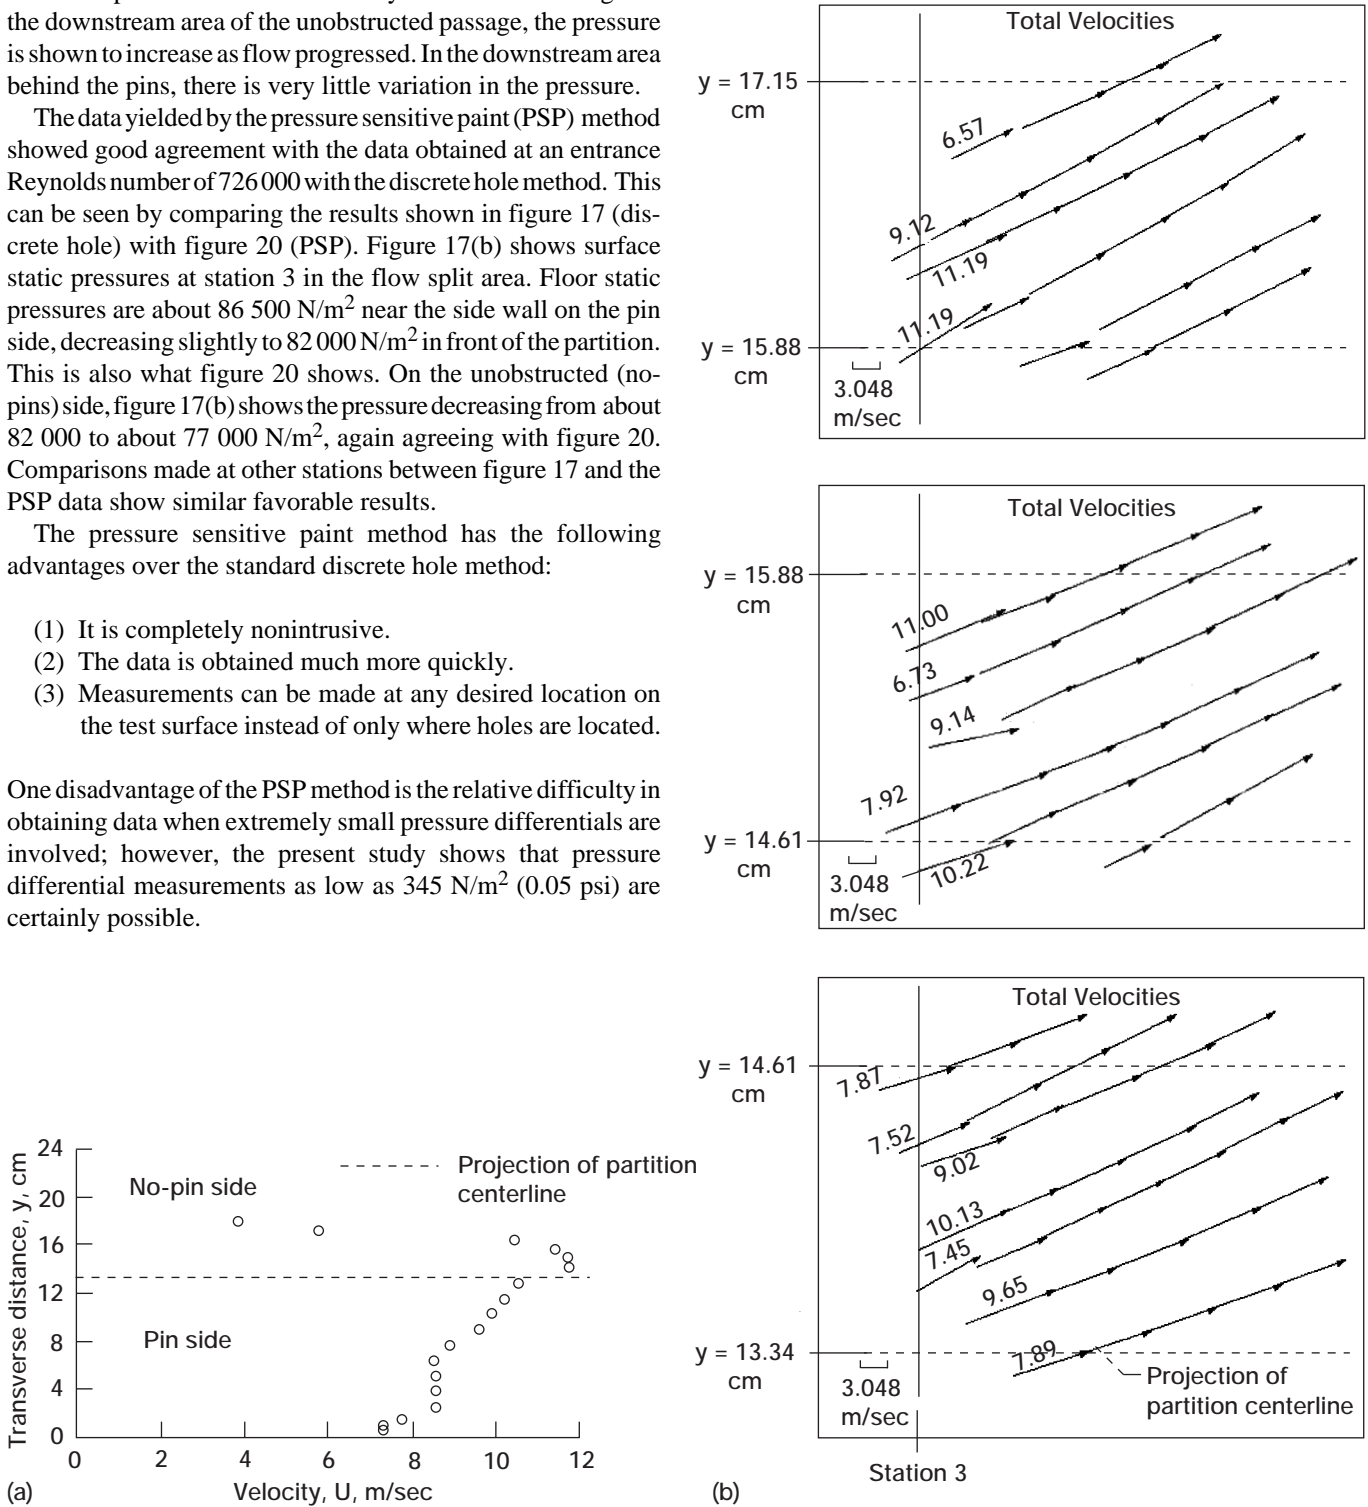 the downstream area of the unobstructed passage, the pressure
is shown to increase as flow progressed. In the downstream area
behind the pins, there is very little variation in the pressure.
The data yielded by the pressure sensitive paint (PSP) method
showed good agreement with the data obtained at an entrance
Reynolds number of 726 000 with the discrete hole method. This
can be seen by comparing the results shown in figure 17 (dis-
crete hole) with figure 20 (PSP). Figure 17(b) shows surface
static pressures at station 3 in the flow split area. Floor static
pressures are about 86 500 N/m2 near the side wall on the pin
side, decreasing slightly to 82 000 N/m2 in front of the partition.
This is also what figure 20 shows. On the unobstructed (no-
pins) side, figure 17(b) shows the pressure decreasing from about
82 000 to about 77 000 N/m2, again agreeing with figure 20.
Comparisons made at other stations between figure 17 and the
PSP data show similar favorable results.
The pressure sensitive paint method has the following
advantages over the standard discrete hole method:
(1) It is completely nonintrusive.
(2) The data is obtained much more quickly.
(3) Measurements can be made at any desired location on
the test surface instead of only where holes are located.
One disadvantage of the PSP method is the relative difficulty in
obtaining data when extremely small pressure differentials are
involved; however, the present study shows that pressure
differential measurements as low as 345 N/m2 (0.05 psi) are
certainly possible.
24
20
16
12
8
4
0
Transverse distance, y, cm
No-pin side
Pin side
Projection of partition
centerline
0 2 4 6 8 10 12
Velocity, U, m/sec
(a)
Total Velocities
y = 17.15
cm
6.57
9.12
11.19
11.19
y = 15.88
cm
3.048
m/sec
Total Velocities
y = 15.88
cm
11.00
6.73
9.14
7.92
y = 14.61
cm
10.22
3.048
m/sec
Total Velocities
y = 14.61
cm
7.87
7.52
9.02
10.13
7.45
9.65
y = 13.34
cm
7.89
3.048
m/sec
Projection of
partition centerline
Station 3
(b)